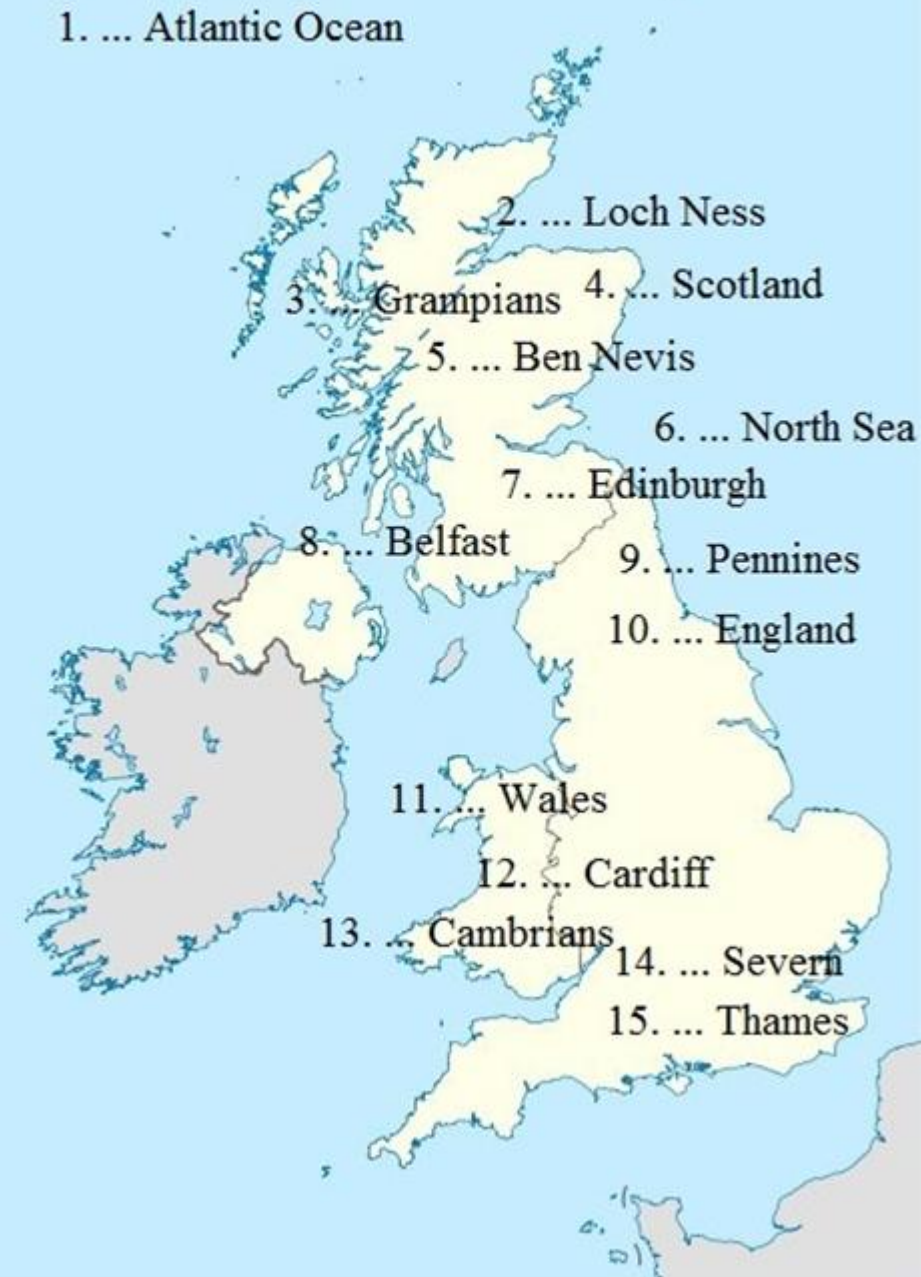 1. ... Atlantic Ocean
2. ... Loch Ness
3. ... Grampians
4. ... Scotland
5. ... Ben Nevis
6. ... North Sea
7. ... Edinburgh
8. ... Belfast
9. ... Pennines
10. ... England
11. ... Wales
12. ... Cardiff
13. ... Cambrians
14. ... Severn
15. ... Thames